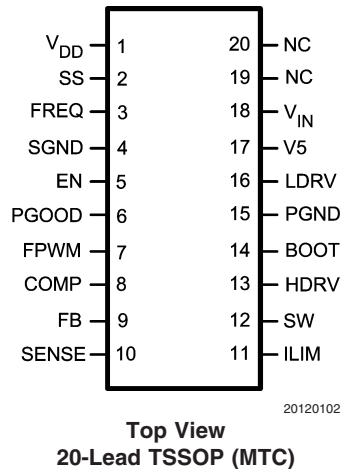 V_DD 1 20 NC
SS 2 19 NC
FREQ 3 18 V_IN
SGND 4 17 V5
EN 5 16 LDRV
PGOOD 6 15 PGND
FPWM 7 14 BOOT
COMP 8 13 HDRV
FB 9 12 SW
SENSE 10 11 ILIM
20120102
Top View
20-Lead TSSOP (MTC)